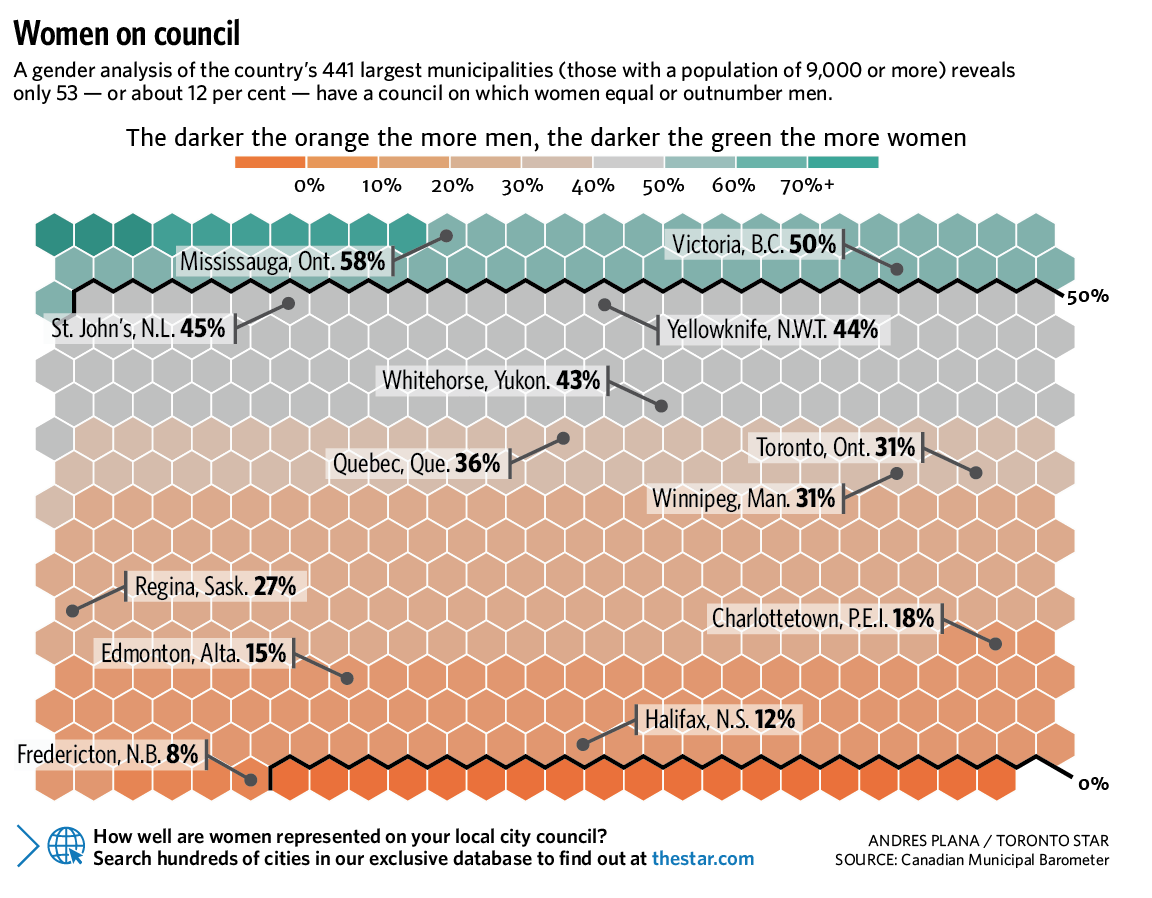 Women on council
A gender analysis of the country's 441 largest municipalities (those with a population of 9,000 or more) reveals
only 53 — or about 12 per cent — have a council on which women equal or outnumber men.
The darker the orange the more men, the darker the green the more women
0% 10% 20% 30% 40% 50% 60% 70%+
Victoria, B.C. 50%
Mississauga, Ont. 58%
50%
St. John's, N.L. 45%
Yellowknife, N.W.T. 44%
Whitehorse, Yukon. 43%
Toronto, Ont. 31%
Quebec, Que. 36%
Winnipeg, Man. 31%
Regina, Sask. 27%
Charlottetown, P.E.I. 18%
Edmonton, Alta. 15%
Halifax, N.S. 12%
Fredericton, N.B. 8%
0%
How well are women represented on your local city council?
Search hundreds of cities in our exclusive database to find out at thestar.com
ANDRES PLANA / TORONTO STAR
SOURCE: Canadian Municipal Barometer